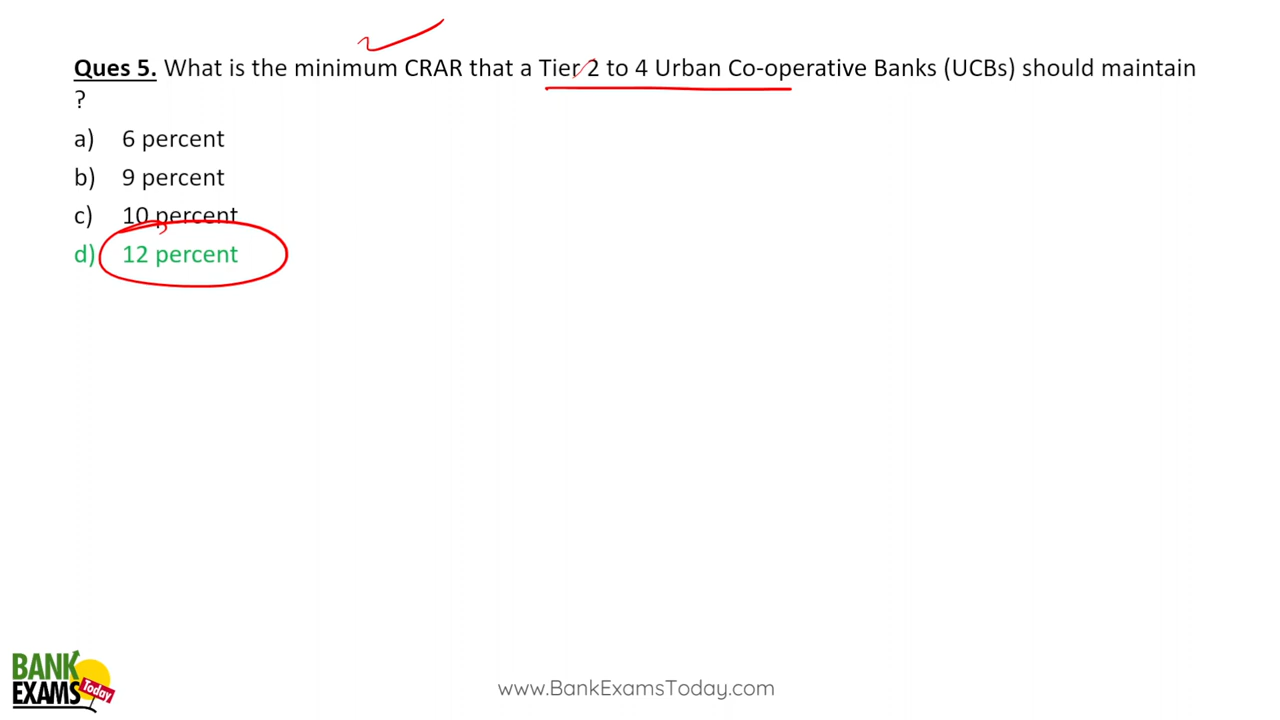 Ques 5. What is the minimum CRAR that a Tier 2 to 4 Urban Co-operative Banks (UCBs) should maintain
?
a) 6 percent
b) 9 percent
c) 10 percent
d) 12 percent
BANK
EXAMS
Today
www.BankExamsToday.com